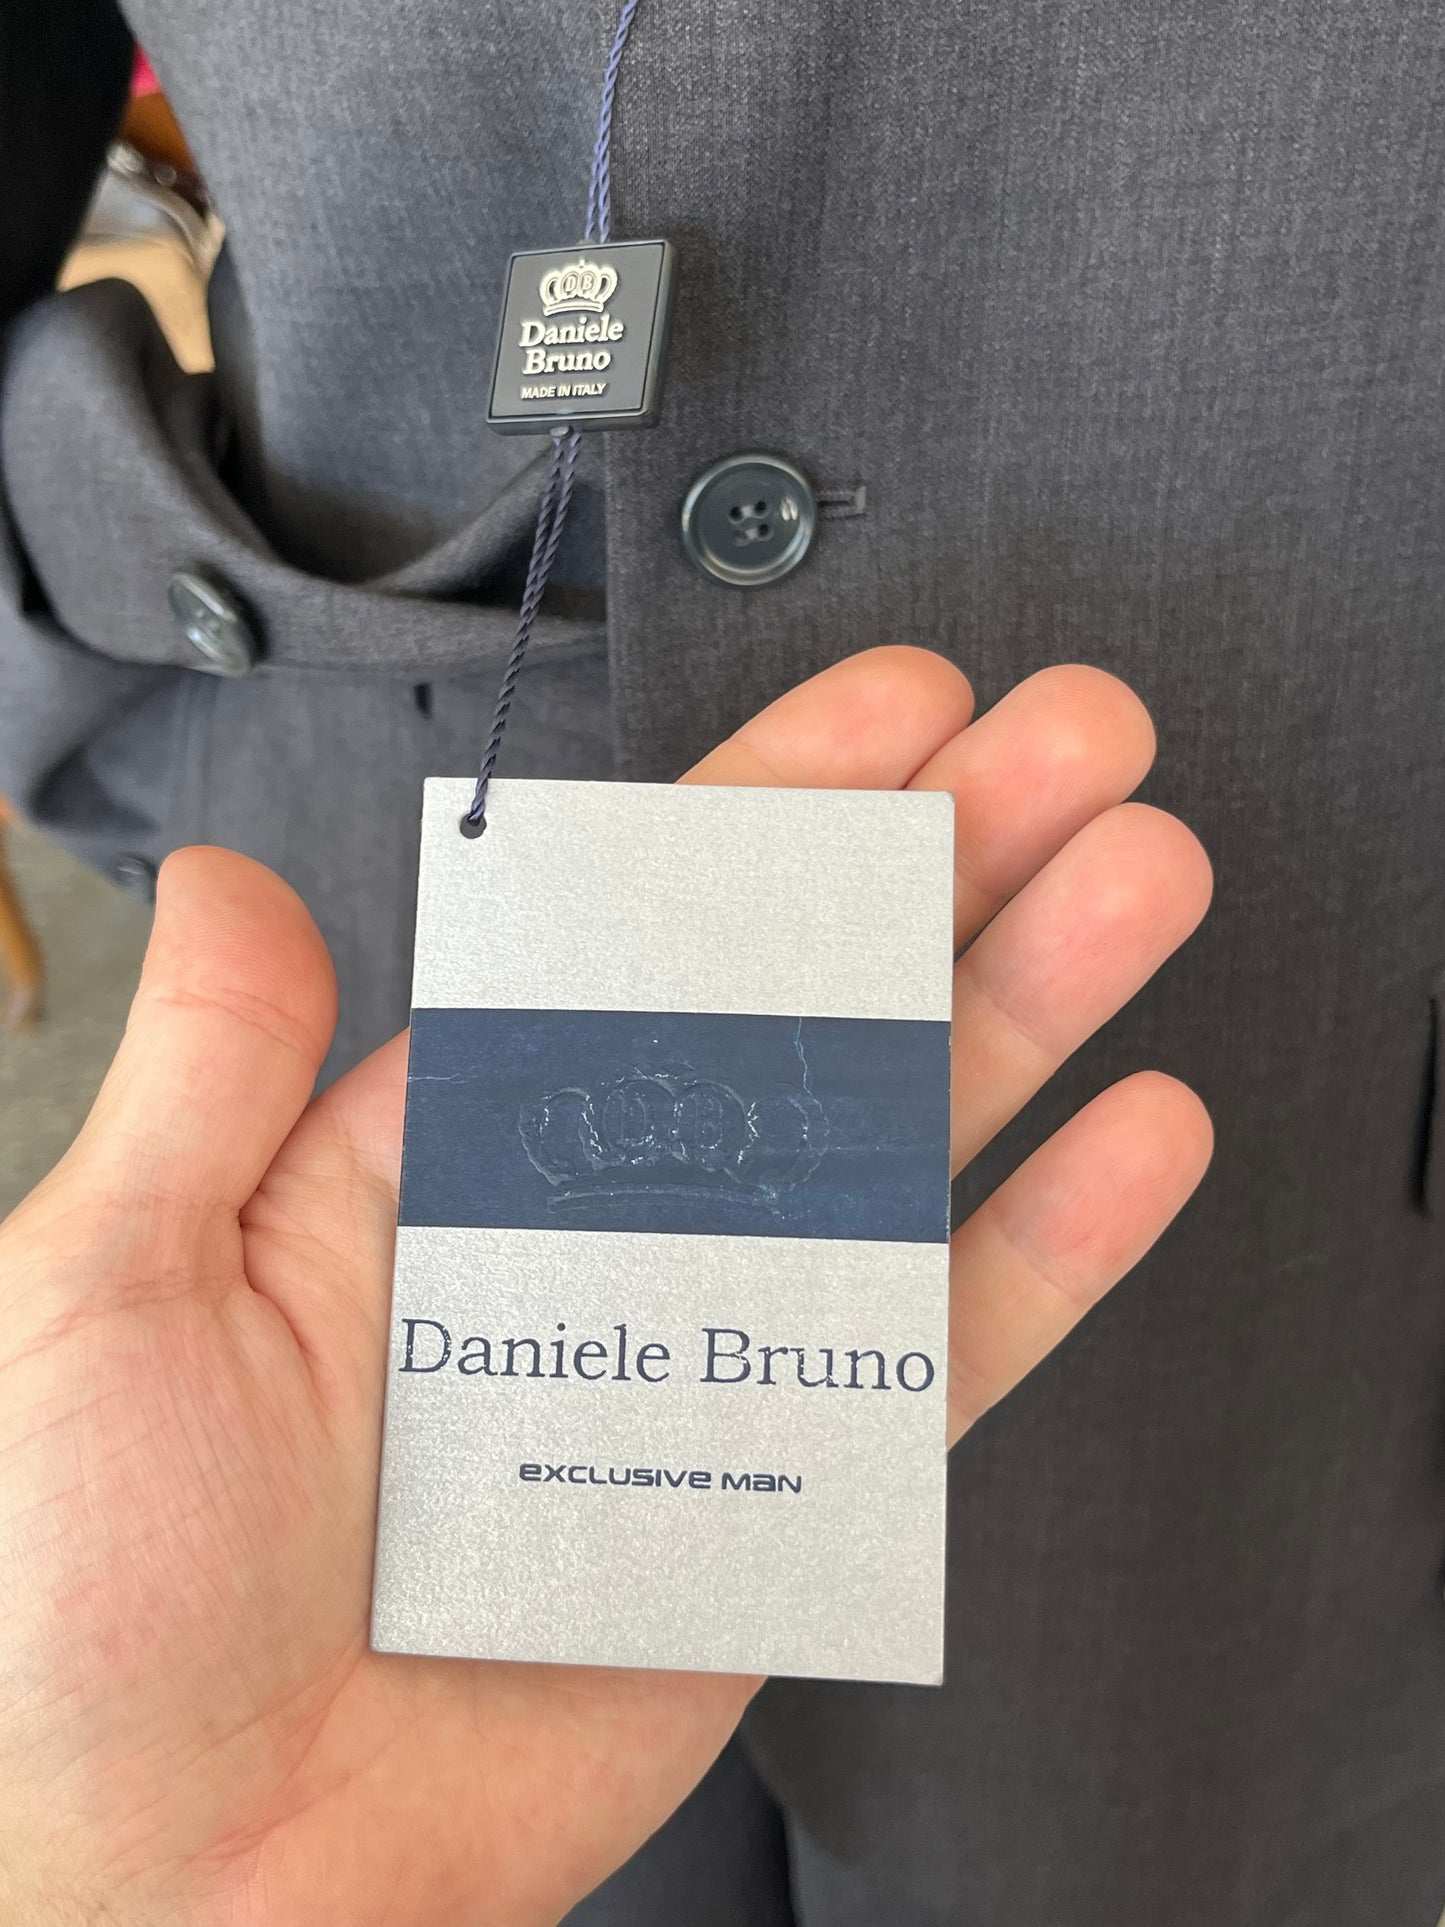 DB
Daniele
Bruno
MADE IN ITALY
DB
Daniele Bruno
EXCLUSIVE MAN